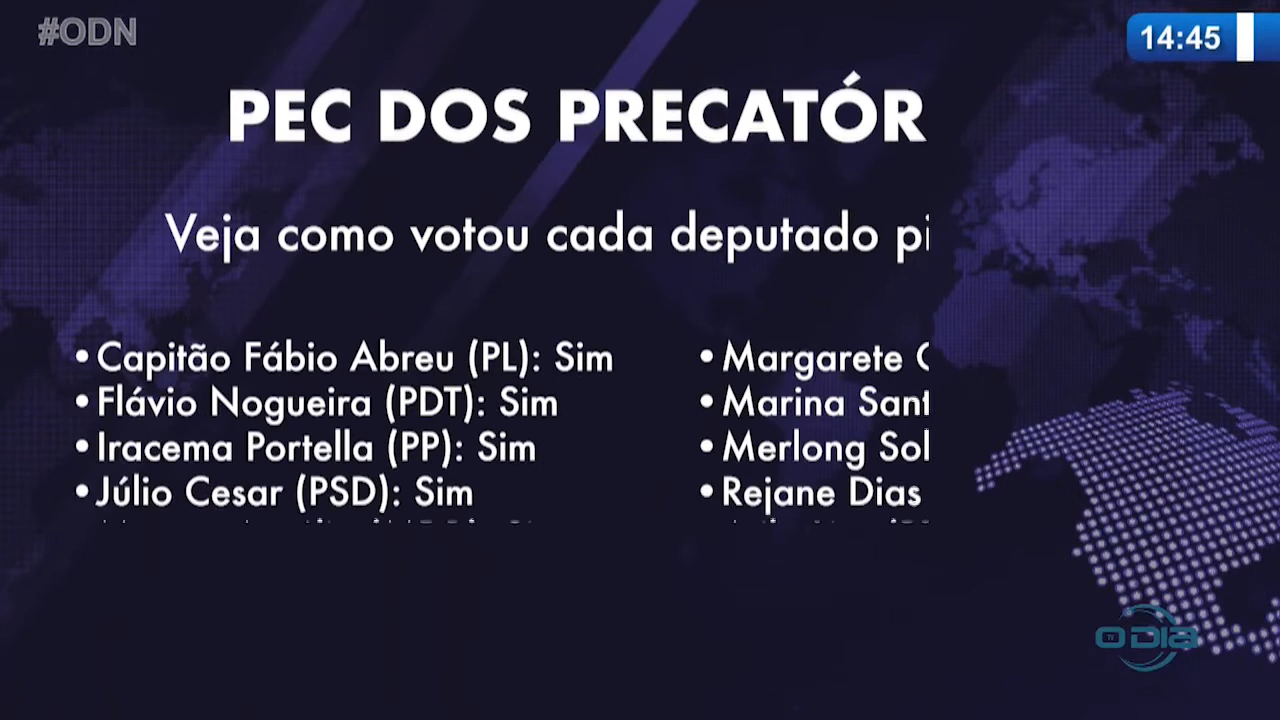 #ODN
14:45
PEC DOS PRECATÓR
Veja como votou cada deputado pi
• Capitão Fábio Abreu (PL): Sim
• Flávio Nogueira (PDT): Sim
• Iracema Portella (PP): Sim
• Júlio Cesar (PSD): Sim
• Margarete
• Marina Sant
• Merlong Sol
• Rejane Dias
TV O DIA